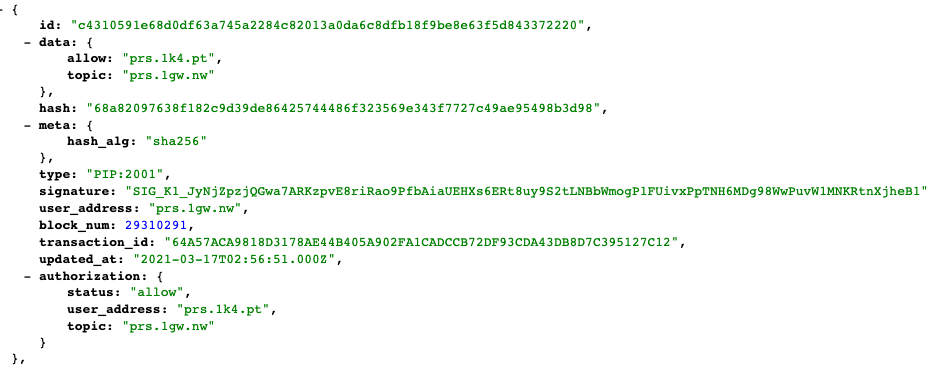 - {
id: "c4310591e68d0df63a745a2284c82013a0da6c8dfb18f9be8e63f5d843372220",
- data: {
allow: "prs.1k4.pt",
topic: "prs.1gw.nw"
},
hash: "68a82097638f182c9d39de86425744486f323569e343f7727c49ae95498b3d98",
- meta: {
hash_alg: "sha256"
},
type: "PIP:2001",
signature: "SIG_K1_JyNjZpzjQGwa7ARKzpvE8riRao9PfbAiaUEHXs6ERt8uy9S2tLNBbWmogP1FUivxPpTNH6MDg98WwPuvW1MNKRtnXjheB1"
user_address: "prs.1gw.nw",
block_num: 29310291,
transaction_id: "64A57ACA9818D3178AE44B405A902FA1CADCCB72DF93CDA43DB8D7C395127C12",
updated_at: "2021-03-17T02:56:51.000Z",
- authorization: {
status: "allow",
user_address: "prs.1k4.pt",
topic: "prs.1gw.nw"
}
},